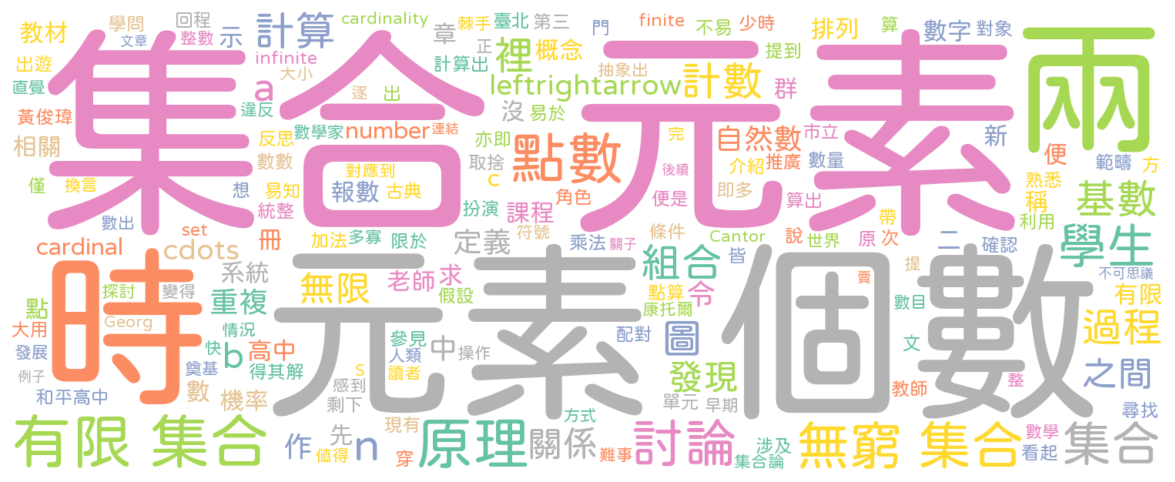 教材 學問 回程 cardinality 棘手 臺北 第三 finite 不易 少時 算
文章 整數 示 計算 章 正 門 排列 數字 對象
出遊 infinite 裡 概念 提到
直覺 大小 a 計算出 leftrightarrow 抽象出 計數 群
集合元素 兩
黃俊瑋 違反 逐 出 沒 易於 自然數 市立 新
相關 反思 數學家 number 連結 亦即 點數 完 推廣 數量 便 範疇 方
數數 對應到 取捨 介紹
僅 換言 想 易知 報數 古典 c 角色 後續 即多 熟悉 基數
數出 統整 扮演 課程 便是 算出 帶 稱 利用
set 加法 多寡 限於 符號 條件 Cantor 說 世界 原 次 學生
cardinal cdots 冊 定義 乘法 關子 皆 二 確認
系統 無限 老師 求 組合 賣 提 不可思議
時 元素個數
點 探討 變得 重複 假設 點算 令 數目 有限
大用 Georg 情況 參見 康托爾 圖 配對 文 過程
發展 奠基 快 b 高中 人類 中 操作 之間
例子 得其解 讀者 發現 教師 整
和平高中 數 機率 感到 s 單元 早期 尋找
剩下
有限 集合 作 先 現有 n 原理 方式 關係 討論 涉及 無窮 集合 數學 集合
值得 穿 難事 集合論 看起